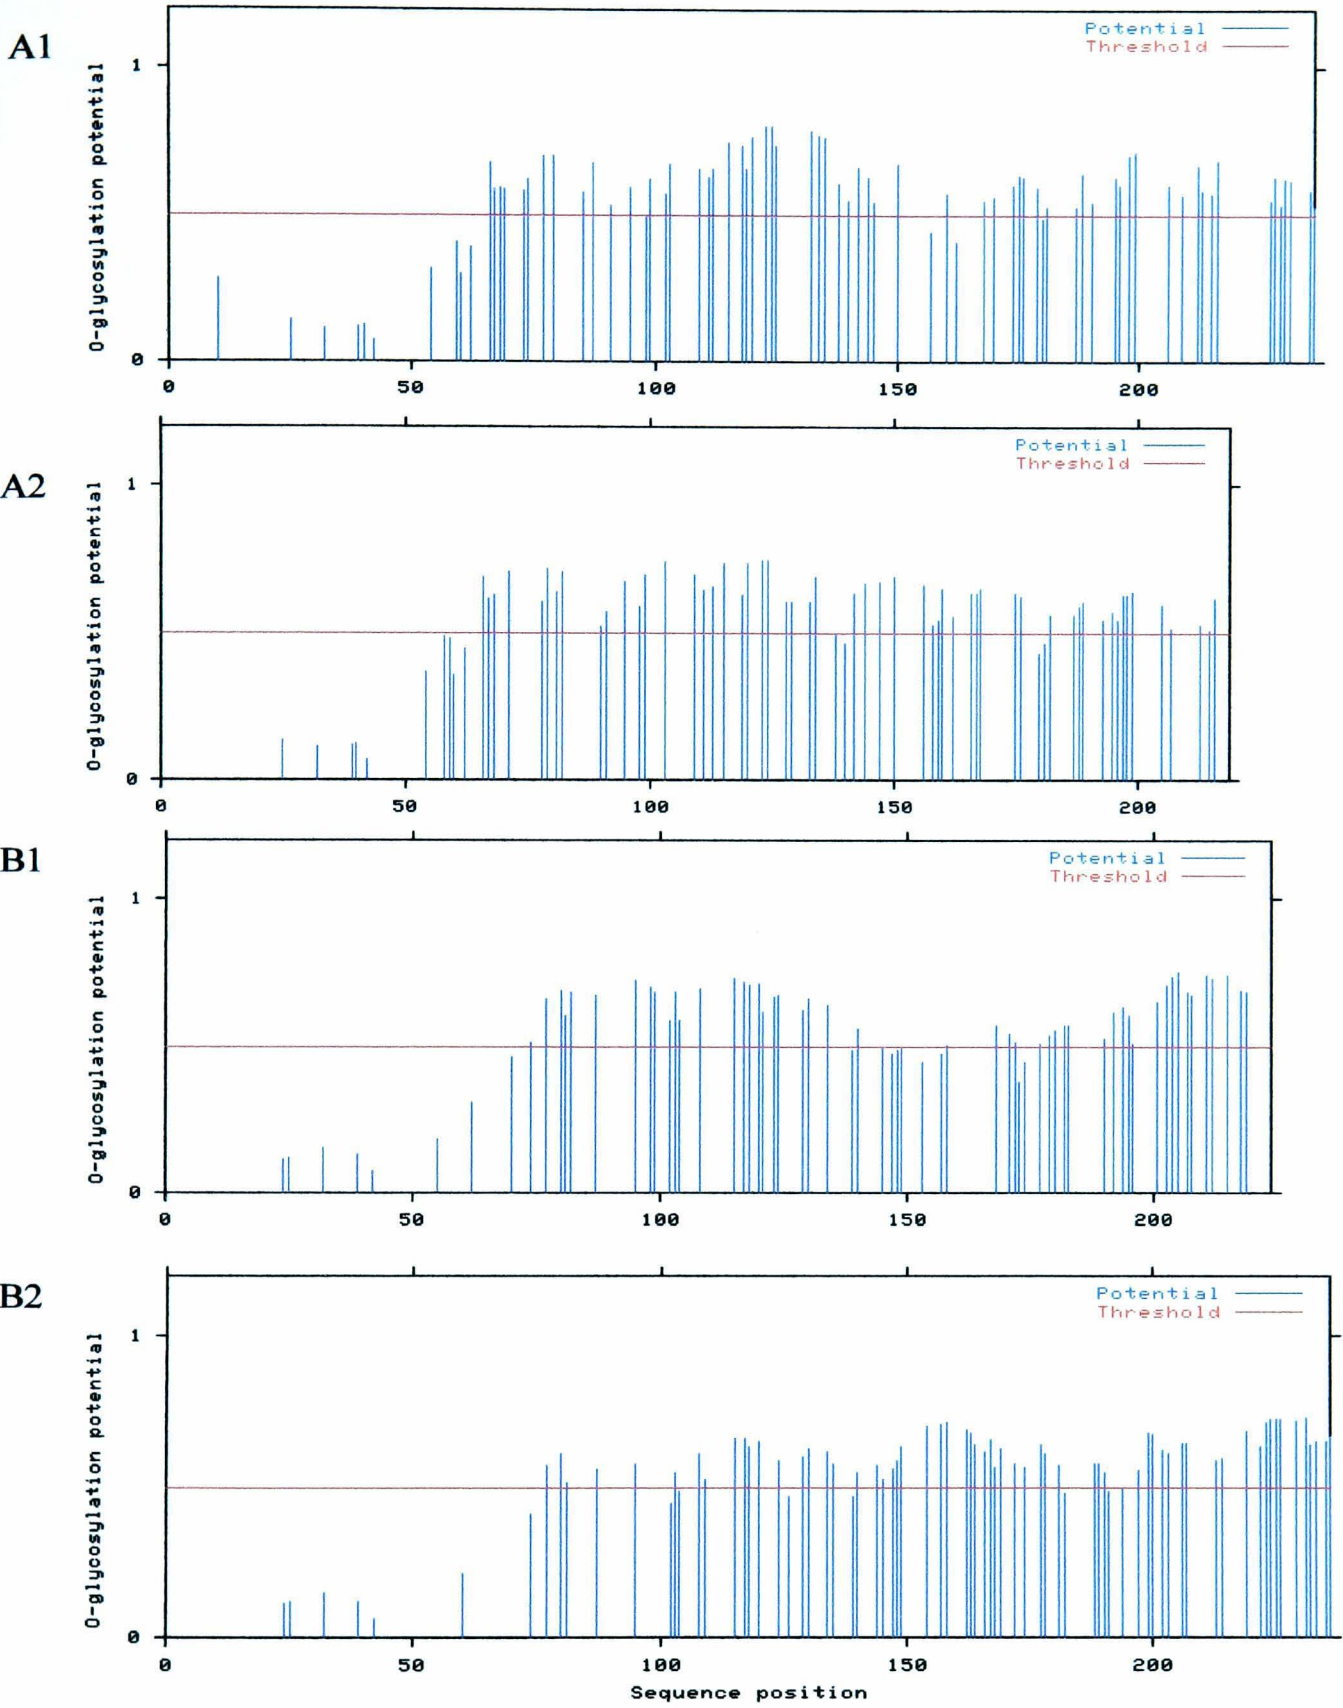 A1
Potential
Threshold
1
O-glycosylation potential
0
0 50 100 150 200
A2
Potential
Threshold
1
O-glycosylation potential
0
0 50 100 150 200
B1
Potential
Threshold
1
O-glycosylation potential
0
0 50 100 150 200
B2
Potential
Threshold
1
O-glycosylation potential
0
0 50 100 150 200
Sequence position